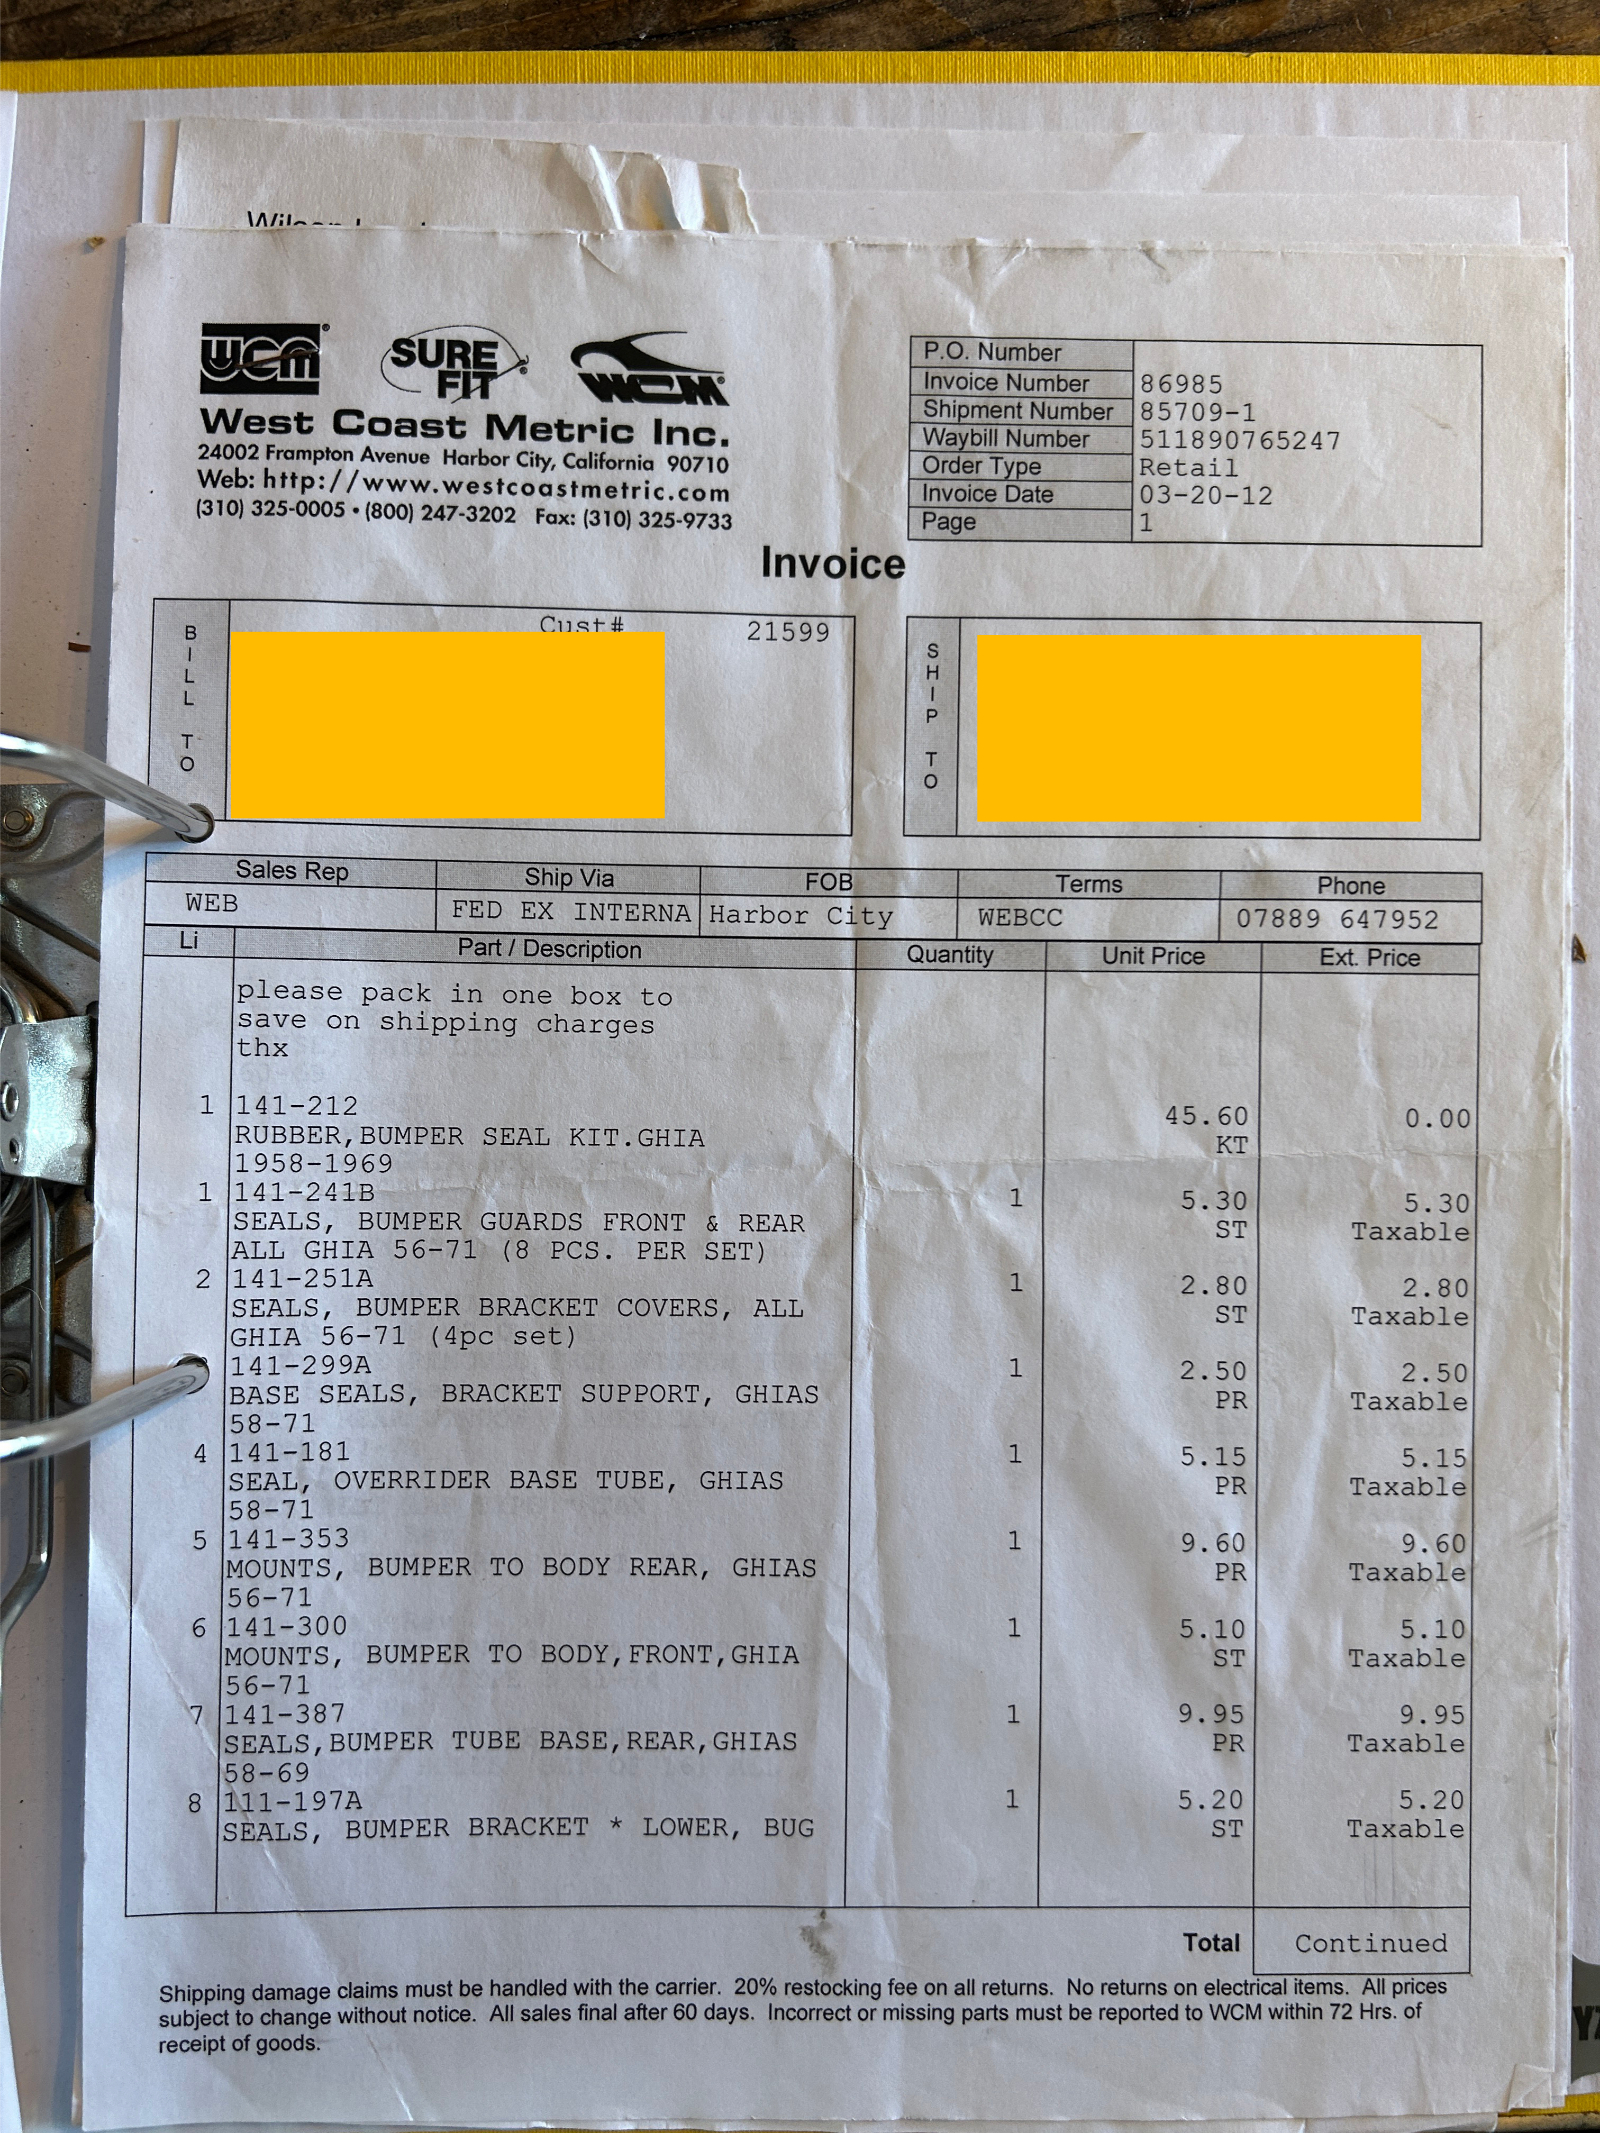 WCM
SURE
FIT
WCM
West Coast Metric Inc.
24002 Frampton Avenue Harbor City, California 90710
Web: http://www.westcoastmetric.com
(310) 325-0005 • (800) 247-3202 Fax: (310) 325-9733
P.O. Number
Invoice Number 86985
Shipment Number 85709-1
Waybill Number 511890765247
Order Type Retail
Invoice Date 03-20-12
Page 1
Invoice
BILL TO
Cust# 21599
SHIP TO
Sales Rep Ship Via FOB Terms Phone
WEB FED EX INTERNA Harbor City WEBCC 07889 647952
Li Part / Description Quantity Unit Price Ext. Price
please pack in one box to
save on shipping charges
thx
1 141-212 45.60 0.00
RUBBER,BUMPER SEAL KIT.GHIA KT
1958-1969
1 141-241B 1 5.30 5.30
SEALS, BUMPER GUARDS FRONT & REAR ST Taxable
ALL GHIA 56-71 (8 PCS. PER SET)
2 141-251A 1 2.80 2.80
SEALS, BUMPER BRACKET COVERS, ALL ST Taxable
GHIA 56-71 (4pc set)
141-299A 1 2.50 2.50
BASE SEALS, BRACKET SUPPORT, GHIAS PR Taxable
58-71
4 141-181 1 5.15 5.15
SEAL, OVERRIDER BASE TUBE, GHIAS PR Taxable
58-71
5 141-353 1 9.60 9.60
MOUNTS, BUMPER TO BODY REAR, GHIAS PR Taxable
56-71
6 141-300 1 5.10 5.10
MOUNTS, BUMPER TO BODY,FRONT,GHIA ST Taxable
56-71
7 141-387 1 9.95 9.95
SEALS,BUMPER TUBE BASE,REAR,GHIAS PR Taxable
58-69
8 111-197A 1 5.20 5.20
SEALS, BUMPER BRACKET * LOWER, BUG ST Taxable
Total Continued
Shipping damage claims must be handled with the carrier. 20% restocking fee on all returns. No returns on electrical items. All prices
subject to change without notice. All sales final after 60 days. Incorrect or missing parts must be reported to WCM within 72 Hrs. of
receipt of goods.